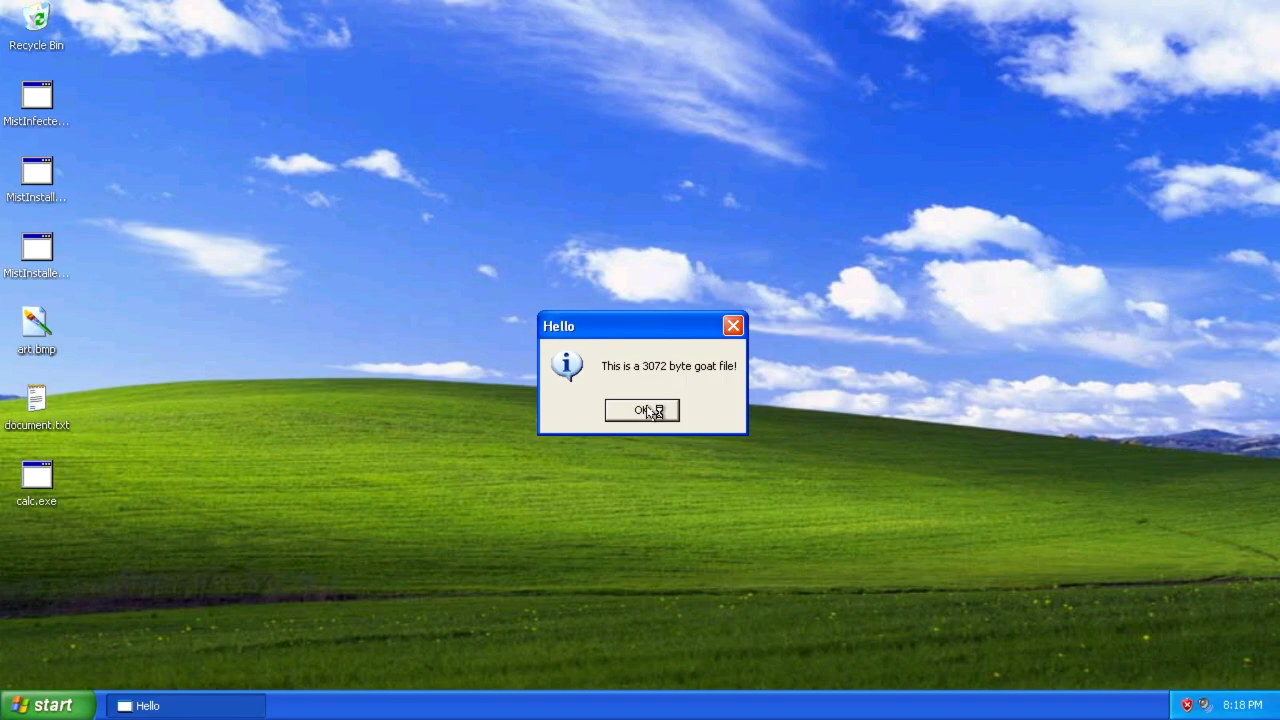 Recycle Bin
MistInfecte...
MistInstall...
MistInstalle...
art.bmp
document.txt
calc.exe
Hello
This is a 3072 byte goat file!
OK
start
Hello
8:18 PM